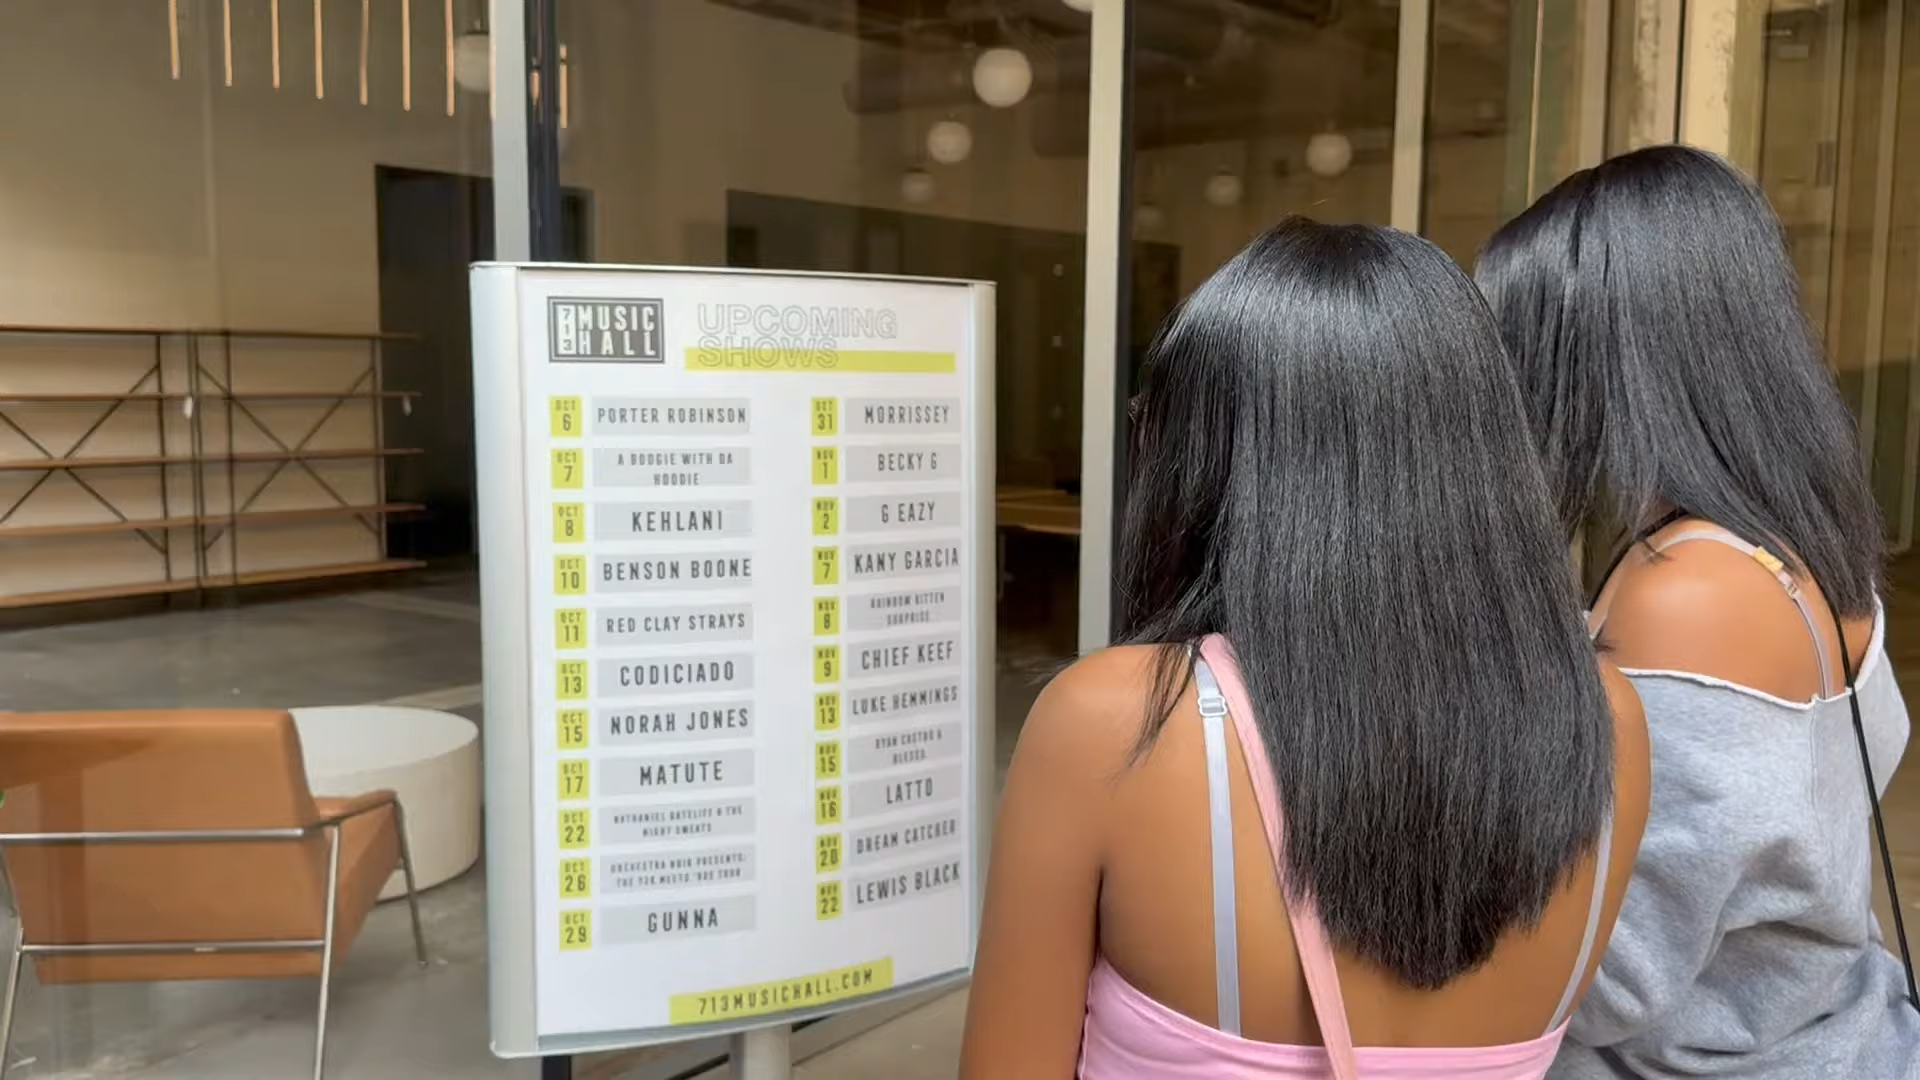 713
MUSIC
HALL
UPCOMING
SHOWS
OCT
6
PORTER ROBINSON
OCT
7
A BOOGIE WITH DA
HOODIE
OCT
8
KEHLANI
OCT
10
BENSON BOONE
OCT
11
RED CLAY STRAYS
OCT
13
CODICIADO
OCT
15
NORAH JONES
OCT
17
MATUTE
OCT
22
NATHANIEL RATELIFF & THE
NIGHT SWEATS
OCT
26
ORCHESTRA NOIR PRESENTS:
THE Y2K MEETS '90S TOUR
OCT
29
GUNNA
OCT
31
MORRISSEY
NOV
1
BECKY G
NOV
2
G EAZY
NOV
7
KANY GARCIA
NOV
8
RAINBOW KITTEN
SURPRISE
NOV
9
CHIEF KEEF
NOV
13
LUKE HEMMINGS
NOV
15
RYAN CASTRO &
BLESSD
NOV
16
LATTO
NOV
20
DREAM CATCHER
NOV
22
LEWIS BLACK
713MUSICHALL.COM